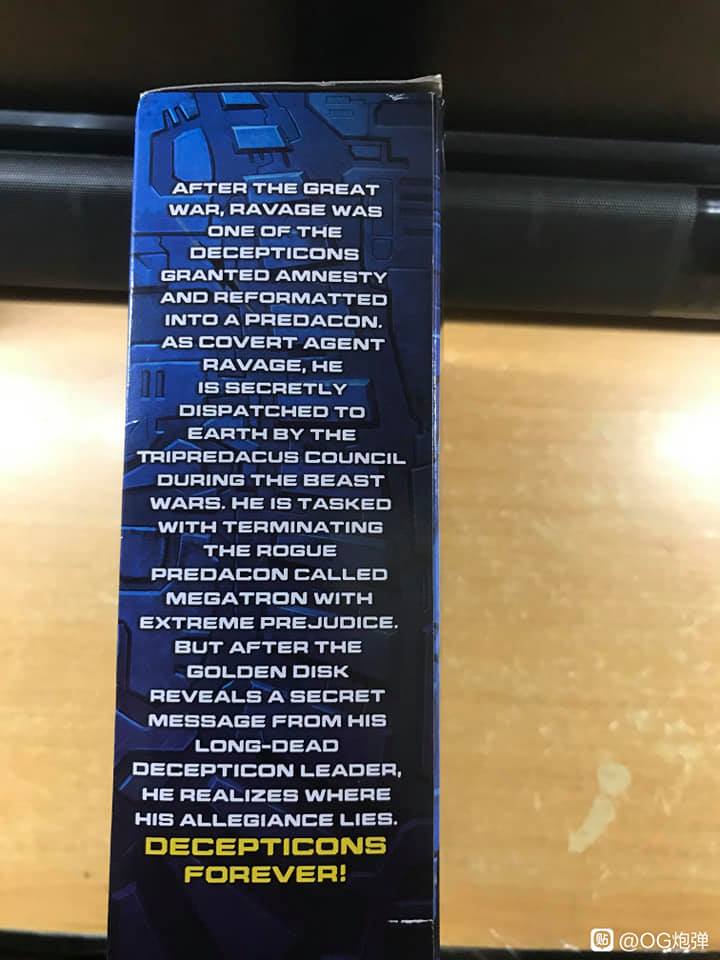 AFTER THE GREAT
WAR, RAVAGE WAS
ONE OF THE
DECEPTICONS
GRANTED AMNESTY
AND REFORMATTED
INTO A PREDACON.
AS COVERT AGENT
RAVAGE, HE
IS SECRETLY
DISPATCHED TO
EARTH BY THE
TRIPREDACUS COUNCIL
DURING THE BEAST
WARS. HE IS TASKED
WITH TERMINATING
THE ROGUE
PREDACON CALLED
MEGATRON WITH
EXTREME PREJUDICE.
BUT AFTER THE
GOLDEN DISK
REVEALS A SECRET
MESSAGE FROM HIS
LONG-DEAD
DECEPTICON LEADER,
HE REALIZES WHERE
HIS ALLEGIANCE LIES.
DECEPTICONS
FOREVER!
贴 @OG炮弹